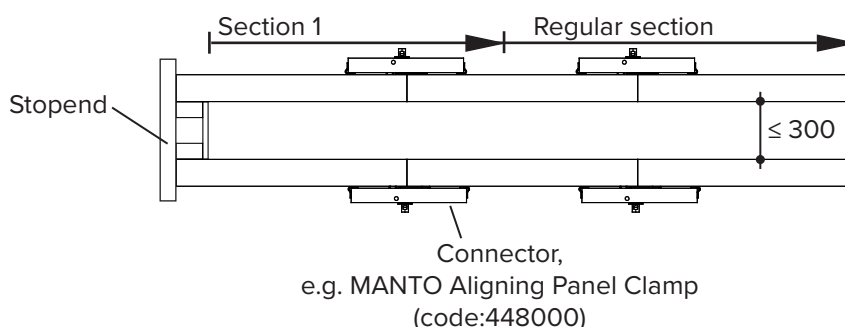 Section 1
Regular section
Stopend
≤ 300
Connector,
e.g. MANTO Aligning Panel Clamp
(code:448000)